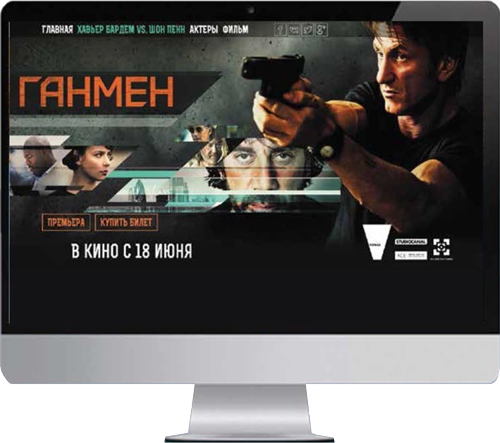 ГЛАВНАЯ ХАВЬЕР БАРДЕМ VS. ШОН ПЕНН АКТЕРЫ ФИЛЬМ
ГАНМЕН
ПРЕМЬЕРА КУПИТЬ БИЛЕТ
В КИНО С 18 ИЮНЯ
STUDIOCANAL